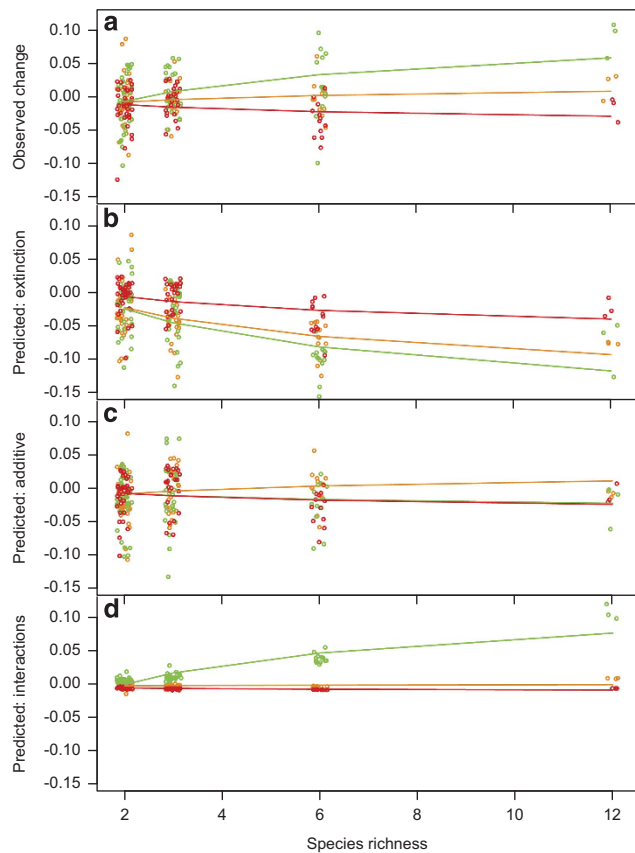 a
Observed change
0.10
0.05
0.00
-0.05
-0.10
-0.15
b
Predicted: extinction
0.10
0.05
0.00
-0.05
-0.10
-0.15
c
Predicted: additive
0.10
0.05
0.00
-0.05
-0.10
-0.15
d
Predicted: interactions
0.10
0.05
0.00
0.05
0.10
-0.15
2 4 6 8 10 12
Species richness